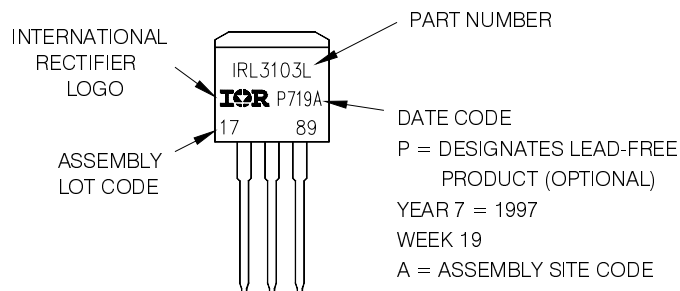 PART NUMBER
INTERNATIONAL
RECTIFIER
LOGO
IRL3103L
IOR P719A
17 89
ASSEMBLY
LOT CODE
DATE CODE
P = DESIGNATES LEAD-FREE
PRODUCT (OPTIONAL)
YEAR 7 = 1997
WEEK 19
A = ASSEMBLY SITE CODE